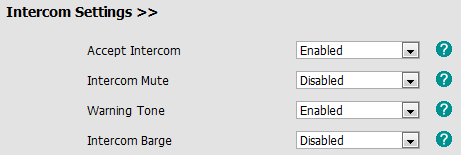 Intercom Settings >>
Accept Intercom Enabled ?
Intercom Mute Disabled ?
Warning Tone Enabled ?
Intercom Barge Disabled ?